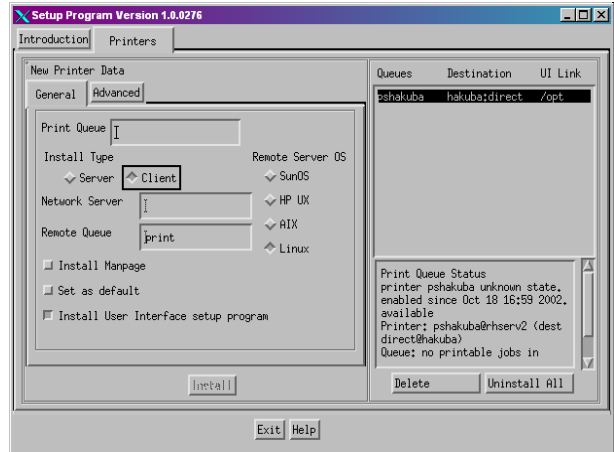 Setup Program Version 1.0.0276
Introduction Printers
New Printer Data
General Advanced
Print Queue
Install Type
Server Client
Network Server
Remote Queue print
Remote Server OS
SunOS
HP UX
AIX
Linux
Install Manpage
Set as default
Install User Interface setup program
Install
Queues Destination UI Link
pshakuba hakuba:direct /opt
Print Queue Status
printer pshakuba unknown state.
enabled since Oct 18 16:59 2002.
available
Printer: pshakuba@rhserv2 (dest
direct@hakuba)
Queue: no printable jobs in
Delete Uninstall All
Exit Help